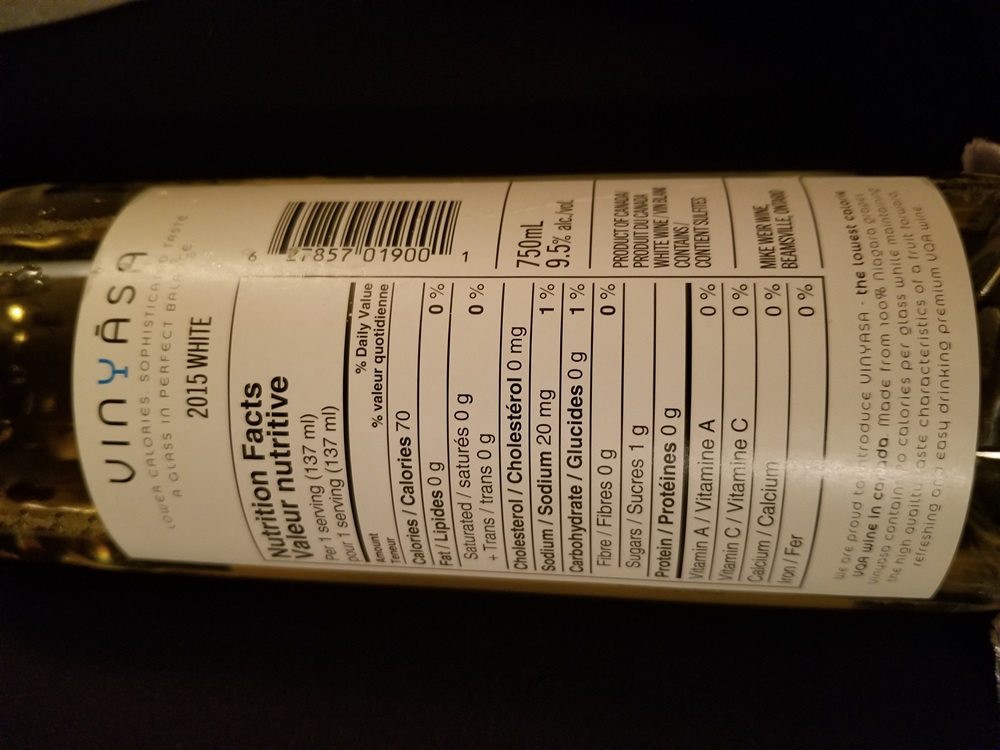 VINYĀSA
LOWER CALORIES. SOPHISTICATED TASTE
A GLASS IN PERFECT BALANCE
2015 WHITE
Nutrition Facts
Valeur nutritive
Per 1 serving (137 ml)
pour 1 serving (137 ml)
Amount % Daily Value
Teneur % valeur quotidienne
Calories / Calories 70
Fat / Lipides 0 g 0 %
Saturated / saturés 0 g
+ Trans / trans 0 g 0 %
Cholesterol / Cholestérol 0 mg
Sodium / Sodium 20 mg 1 %
Carbohydrate / Glucides 0 g 1 %
Fibre / Fibres 0 g 0 %
Sugars / Sucres 1 g
Protein / Protéines 0 g
Vitamin A / Vitamine A 0 %
Vitamin C / Vitamine C 0 %
Calcium / Calcium 0 %
Iron / Fer 0 %
6 57857 01900 1
750mL
9.5% alc./vol.
PRODUCT OF CANADA/
PRODUIT DU CANADA
WHITE WINE / VIN BLANC
CONTAINS /
CONTIENT SULFITES
MIKE WEIR WINE,
BEAMSVILLE, ONTARIO
We are proud to introduce VINYASA - the lowest calorie
VQA wine in Canada. Made from 100% Niagara grapes
Vinyasa contains 70 calories per glass while maintaining
the high quality taste characteristics of a fruit forward,
refreshing and easy drinking premium VQA wine.